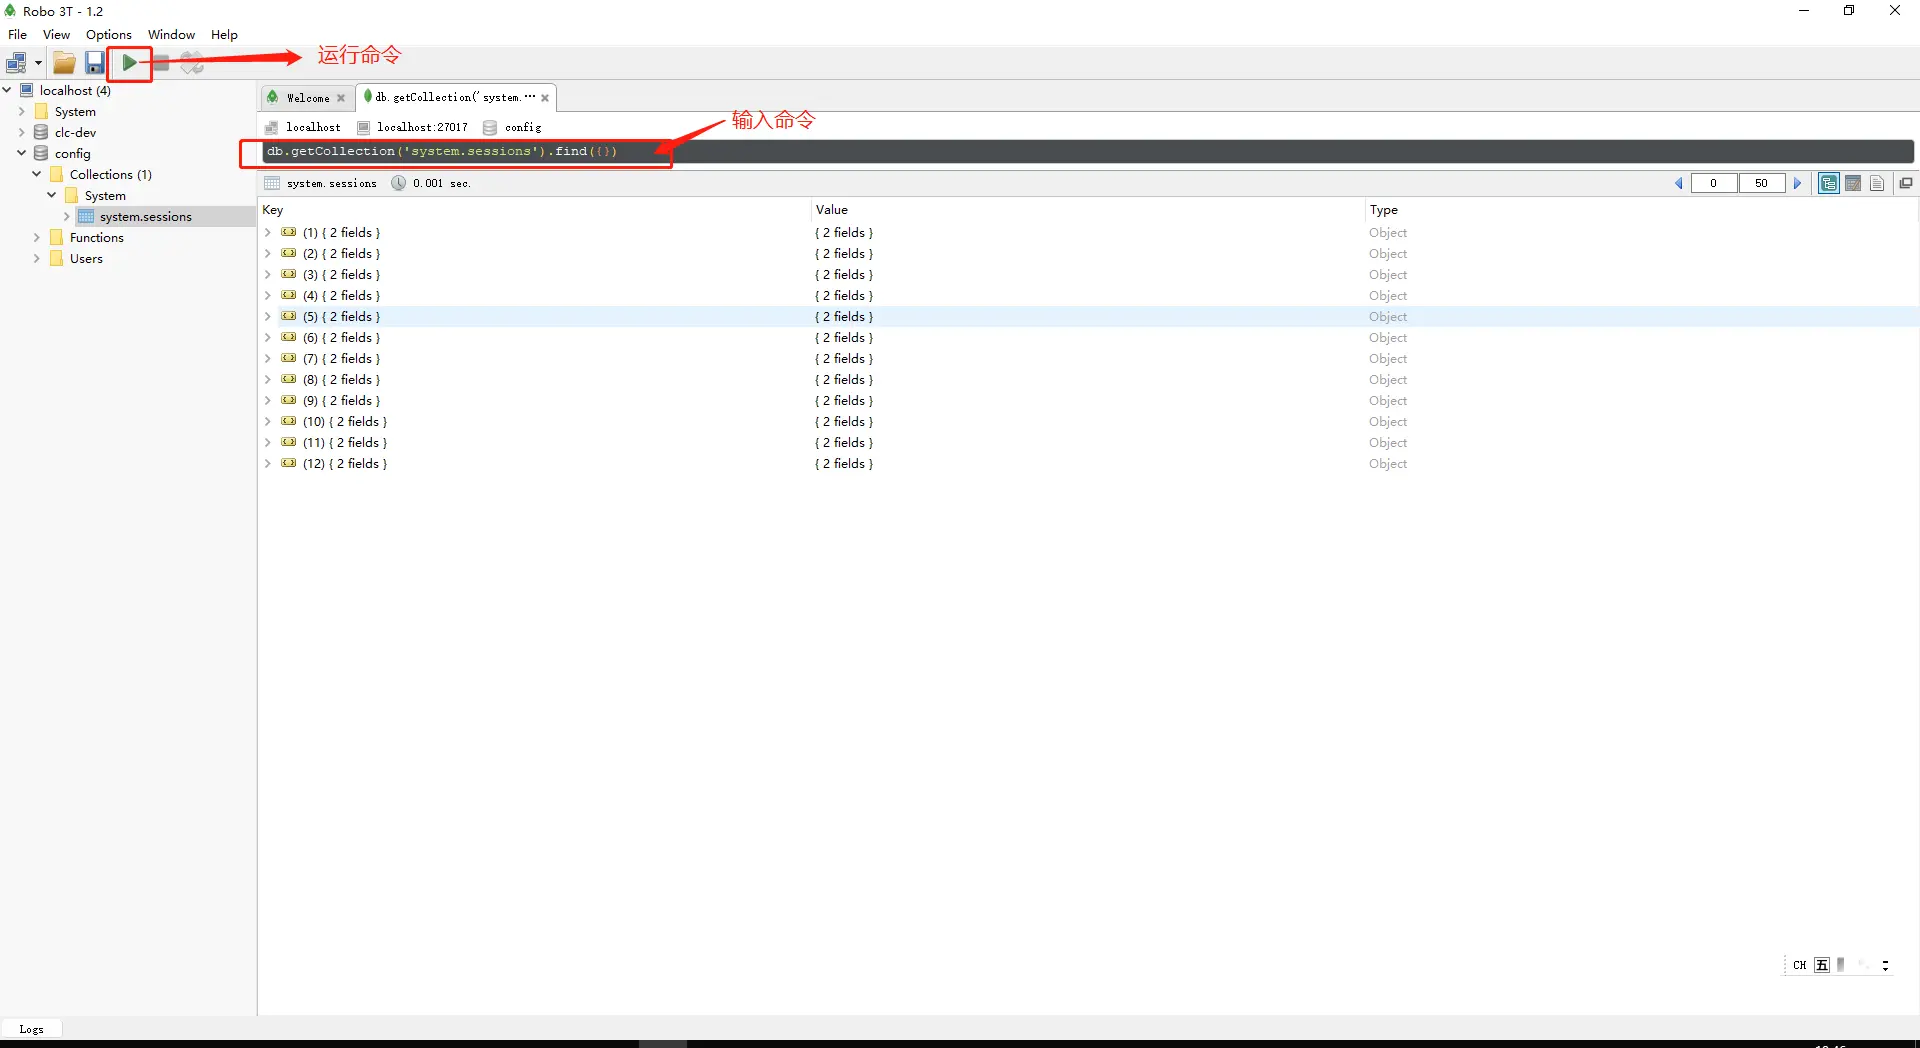 Robo 3T - 1.2
File View Options Window Help
运行命令
localhost (4)
System
clc-dev
config
Collections (1)
System
system.sessions
Functions
Users
Welcome
db.getCollection('system.···
localhost localhost:27017 config
输入命令
db.getCollection('system.sessions').find({})
system.sessions 0.001 sec.
0 50
Key Value Type
(1) { 2 fields } { 2 fields } Object
(2) { 2 fields } { 2 fields } Object
(3) { 2 fields } { 2 fields } Object
(4) { 2 fields } { 2 fields } Object
(5) { 2 fields } { 2 fields } Object
(6) { 2 fields } { 2 fields } Object
(7) { 2 fields } { 2 fields } Object
(8) { 2 fields } { 2 fields } Object
(9) { 2 fields } { 2 fields } Object
(10) { 2 fields } { 2 fields } Object
(11) { 2 fields } { 2 fields } Object
(12) { 2 fields } { 2 fields } Object
CH 五
Logs